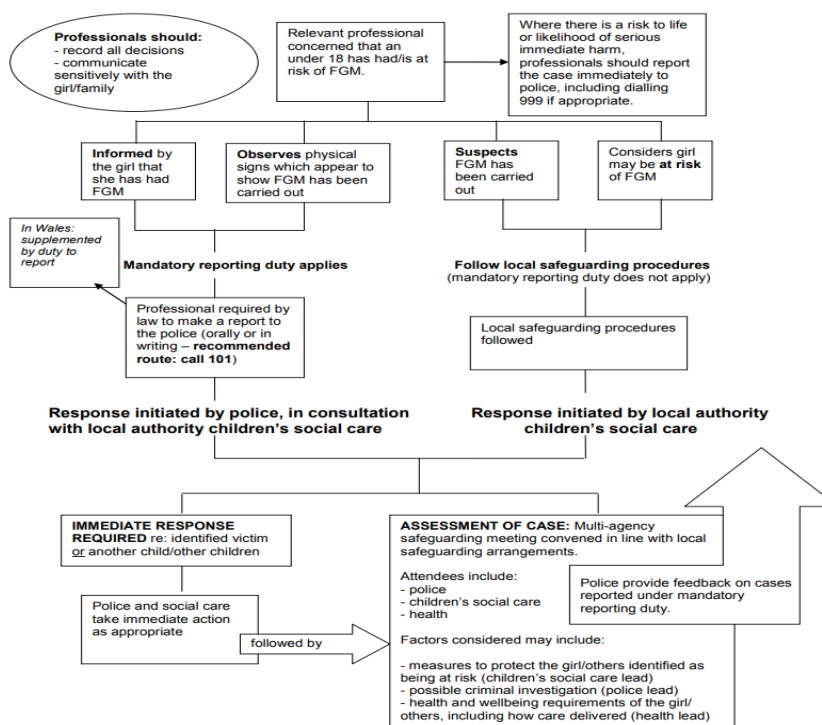 Professionals should:
- record all decisions
- communicate
sensitively with the
girl/family
Relevant professional
concerned that an
under 18 has had/is at
risk of FGM.
Where there is a risk to life
or likelihood of serious
immediate harm,
professionals should report
the case immediately to
police, including dialling
999 if appropriate.
Informed by
the girl that
she has had
FGM
Observes physical
signs which appear to
show FGM has been
carried out
Suspects
FGM has
been carried
out
Considers girl
may be at risk
of FGM
In Wales:
supplemented
by duty to
report
Mandatory reporting duty applies
Follow local safeguarding procedures
(mandatory reporting duty does not apply)
Professional required by
law to make a report to
the police (orally or in
writing – recommended
route: call 101)
Local safeguarding procedures
followed
Response initiated by police, in consultation
with local authority children's social care
Response initiated by local authority
children's social care
IMMEDIATE RESPONSE
REQUIRED re: identified victim
or another child/other children
Police and social care
take immediate action
as appropriate
followed by
ASSESSMENT OF CASE: Multi-agency
safeguarding meeting convened in line with local
safeguarding arrangements.
Attendees include:
- police
- children's social care
- health
Factors considered may include:
- measures to protect the girl/others identified as
being at risk (children's social care lead)
- possible criminal investigation (police lead)
- health and wellbeing requirements of the girl/
others, including how care delivered (health lead)
Police provide feedback on cases
reported under mandatory
reporting duty.